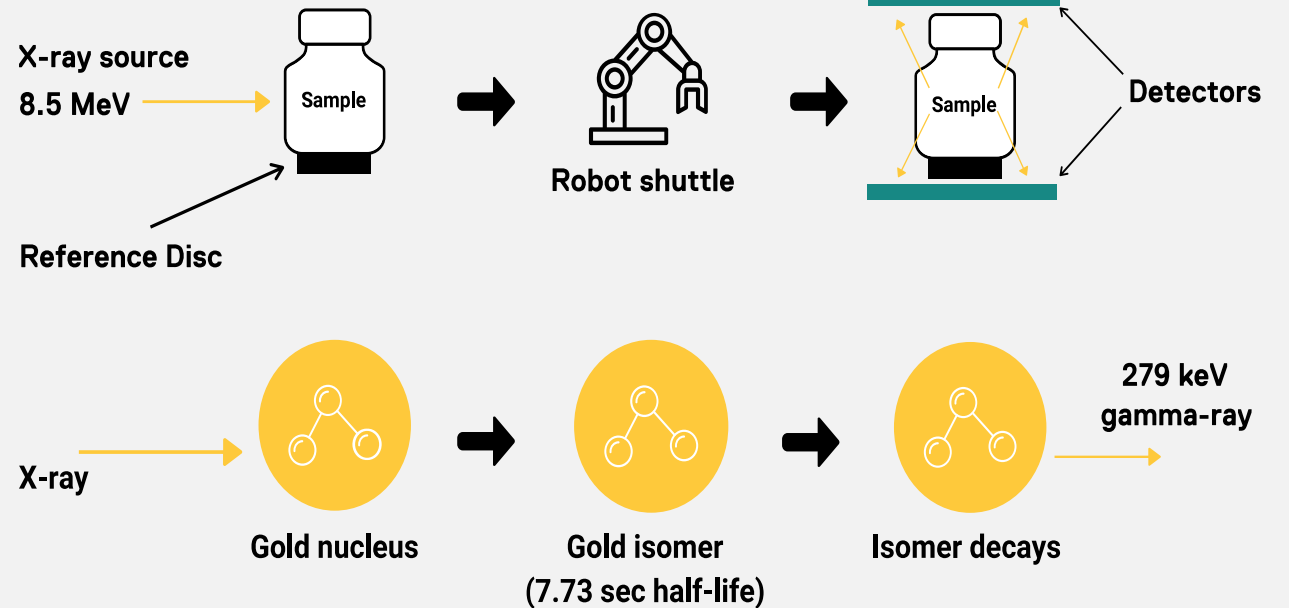 X-ray source
8.5 MeV
Sample
Reference Disc
Robot shuttle
Sample
Detectors
X-ray
Gold nucleus
Gold isomer
(7.73 sec half-life)
Isomer decays
279 keV
gamma-ray